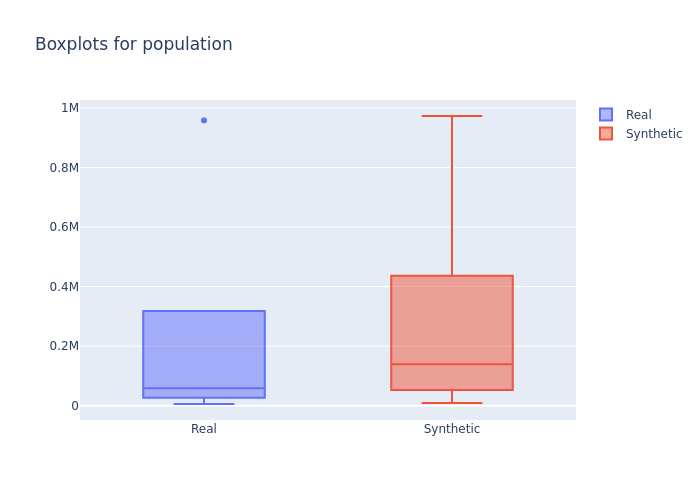 Boxplots for population
1M
0.8M
0.6M
0.4M
0.2M
0
Real
Synthetic
Real
Synthetic